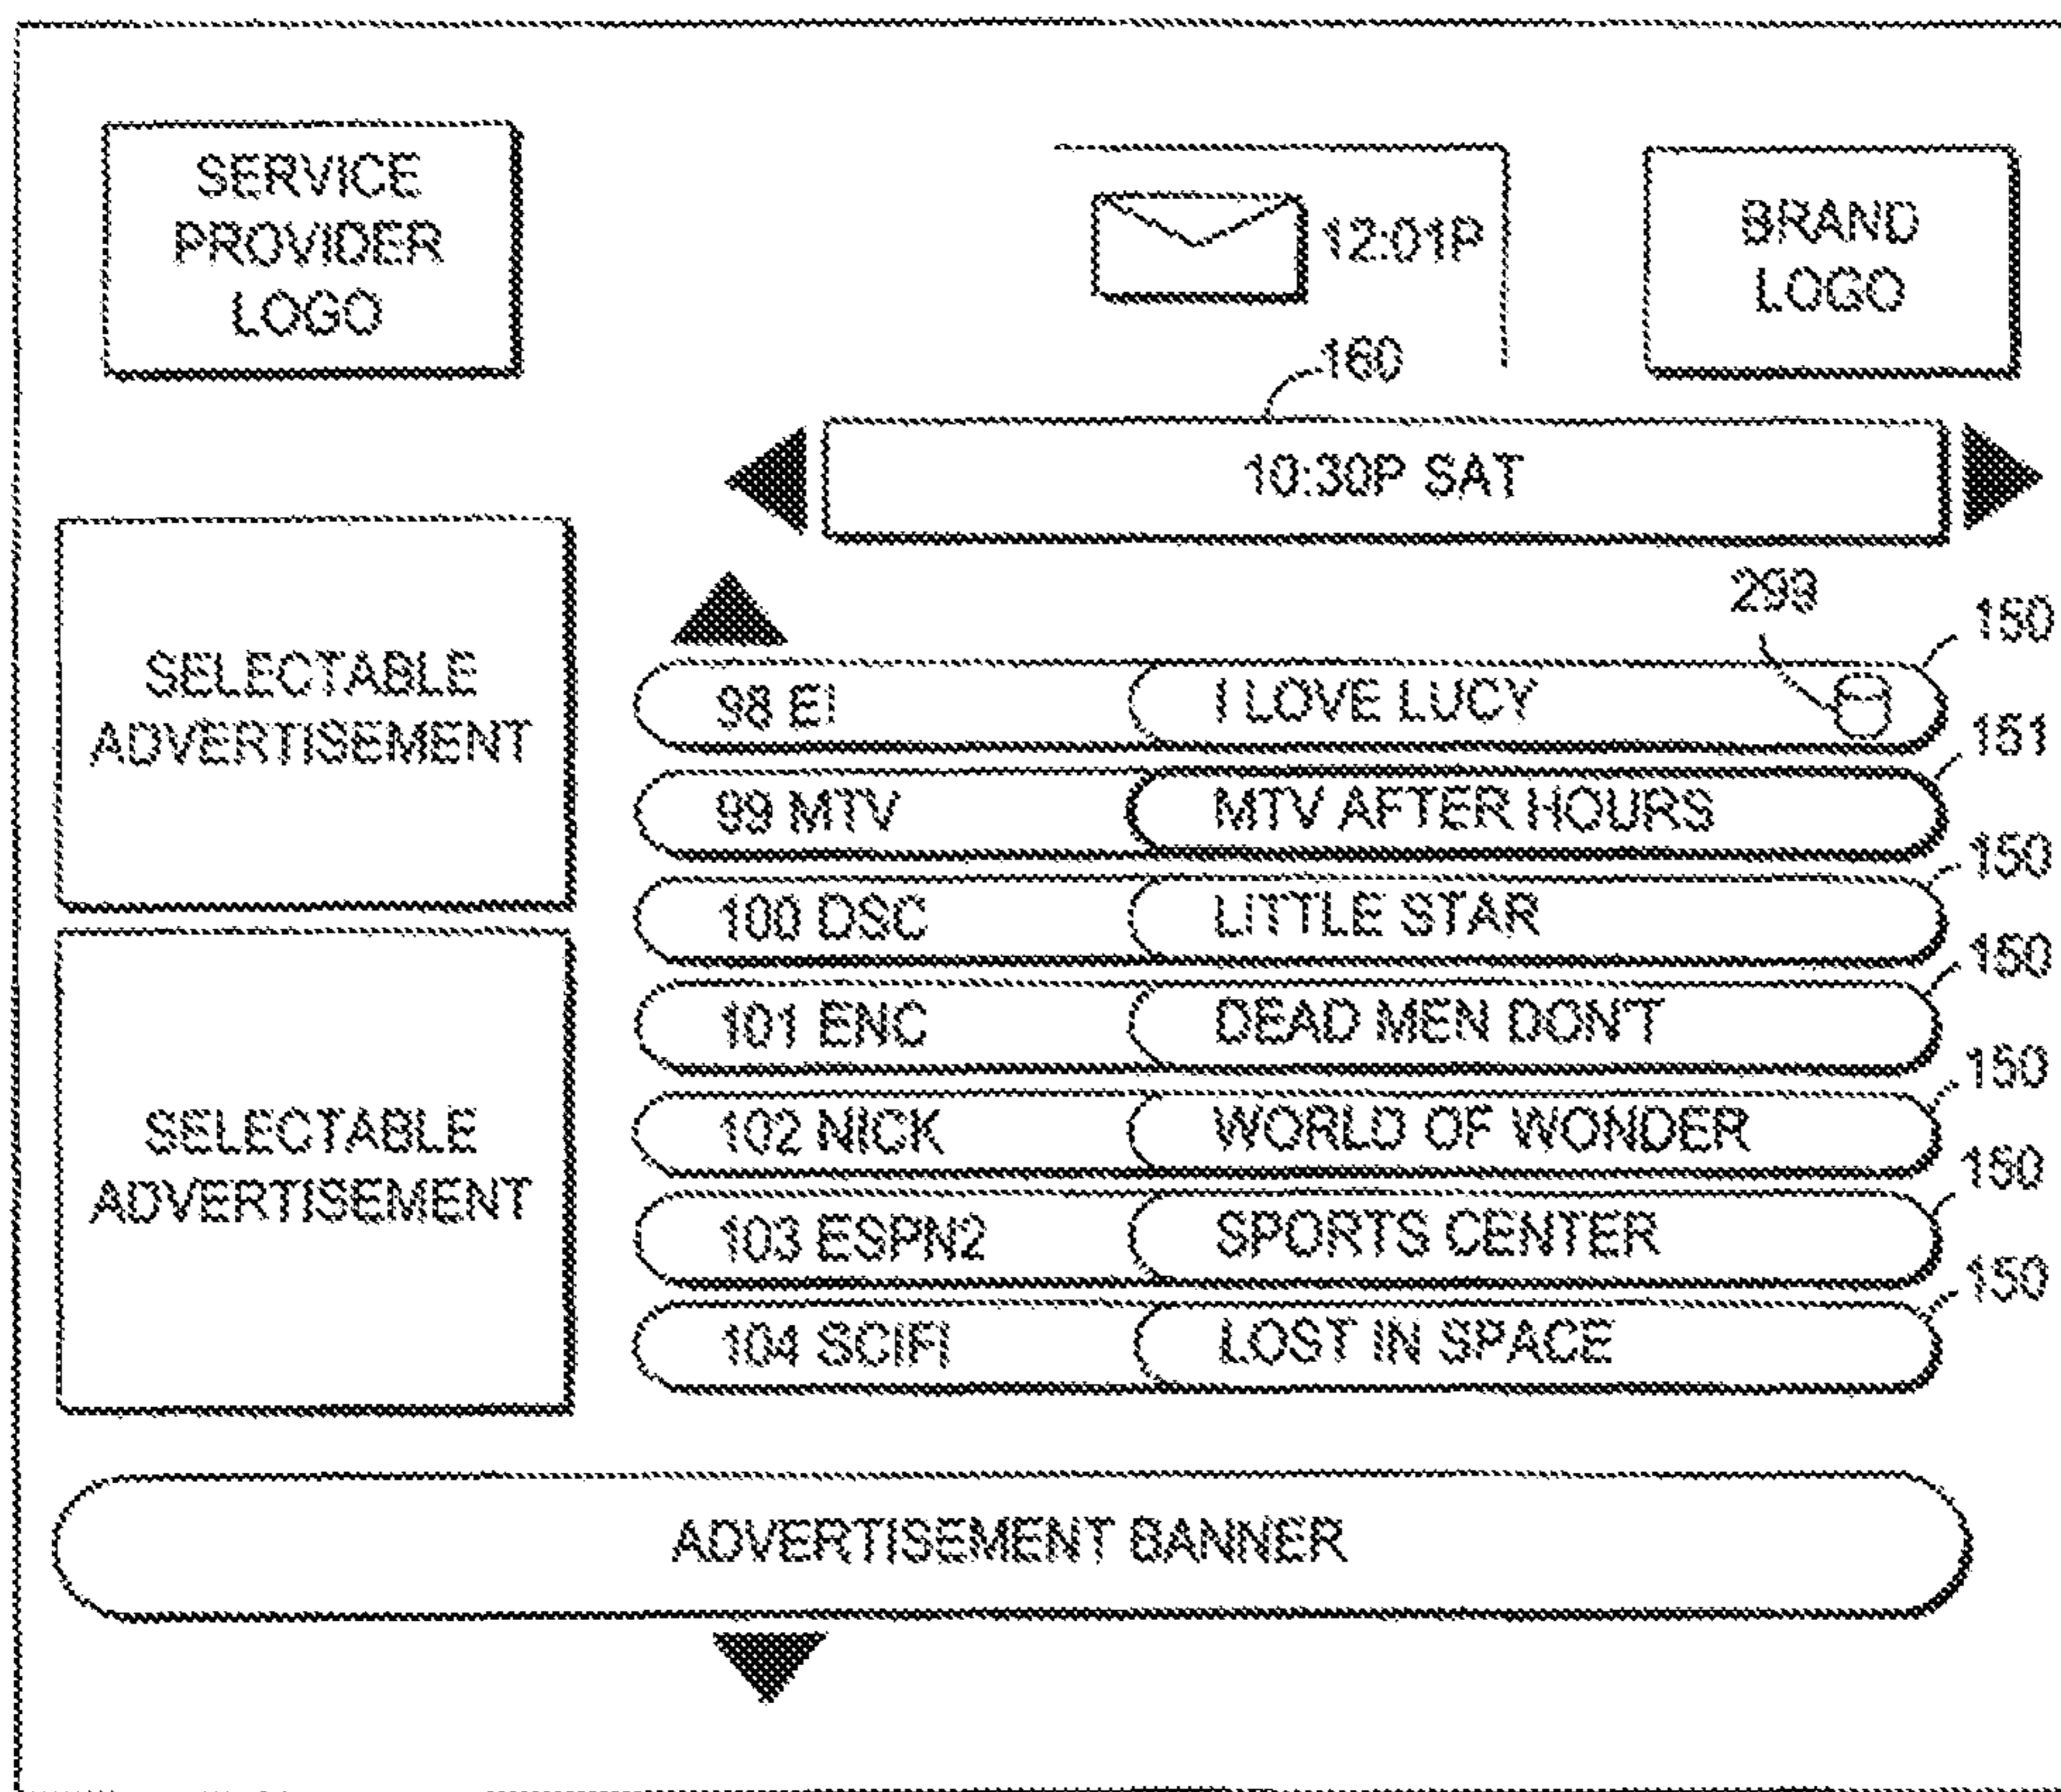 SERVICE
PROVIDER
LOGO
12:01P
BRAND
LOGO
160
10:30P SAT
299
SELECTABLE
ADVERTISEMENT
98 E! I LOVE LUCY 150
99 MTV MTV AFTER HOURS 151
100 DSC LITTLE STAR 150
101 ENC DEAD MEN DON'T 150
102 NICK WORLD OF WONDER 150
103 ESPN2 SPORTS CENTER 150
104 SCIFI LOST IN SPACE 150
SELECTABLE
ADVERTISEMENT
ADVERTISEMENT BANNER